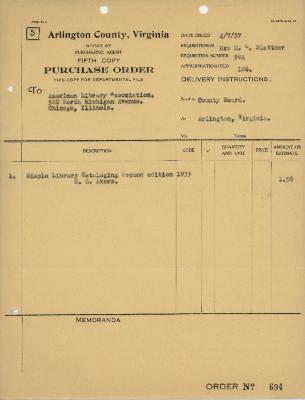 5
Arlington County, Virginia
OFFICE OF
PURCHASING AGENT
FIFTH COPY
PURCHASE ORDER
THIS COPY FOR DEPARTMENTAL FILE
DATE ISSUED 4/7/37
REQUISITIONER Mrs M. Blattner
REQUISITION NUMBER 594
APPROPRIATION ITEM 106.
DELIVERY INSTRUCTIONS:
TO: American Library Association.
520 North Michigan Avenue.
Chicago, Illinois.
Send to County Board.
At Arlington, Virginia.
Via Terms
DESCRIPTION CODE ✓ QUANTITY AND UNIT PRICE AMOUNT OR ESTIMATE
1. Simple Library Cataloging second edition 1933 1.50
S. G. Akers.
MEMORANDA
ORDER No 694